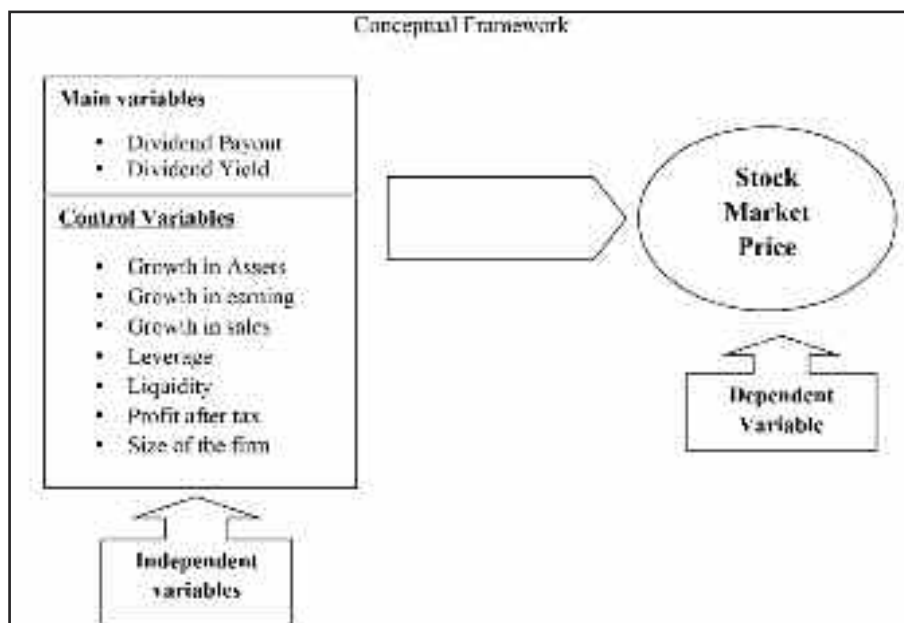 Conceptual Framework
Main variables
• Dividend Payout
• Dividend Yield
Control Variables
• Growth in Assets
• Growth in earning
• Growth in sales
• Leverage
• Liquidity
• Profit after tax
• Size of the firm
Independent
variables
Stock
Market
Price
Dependent
Variable